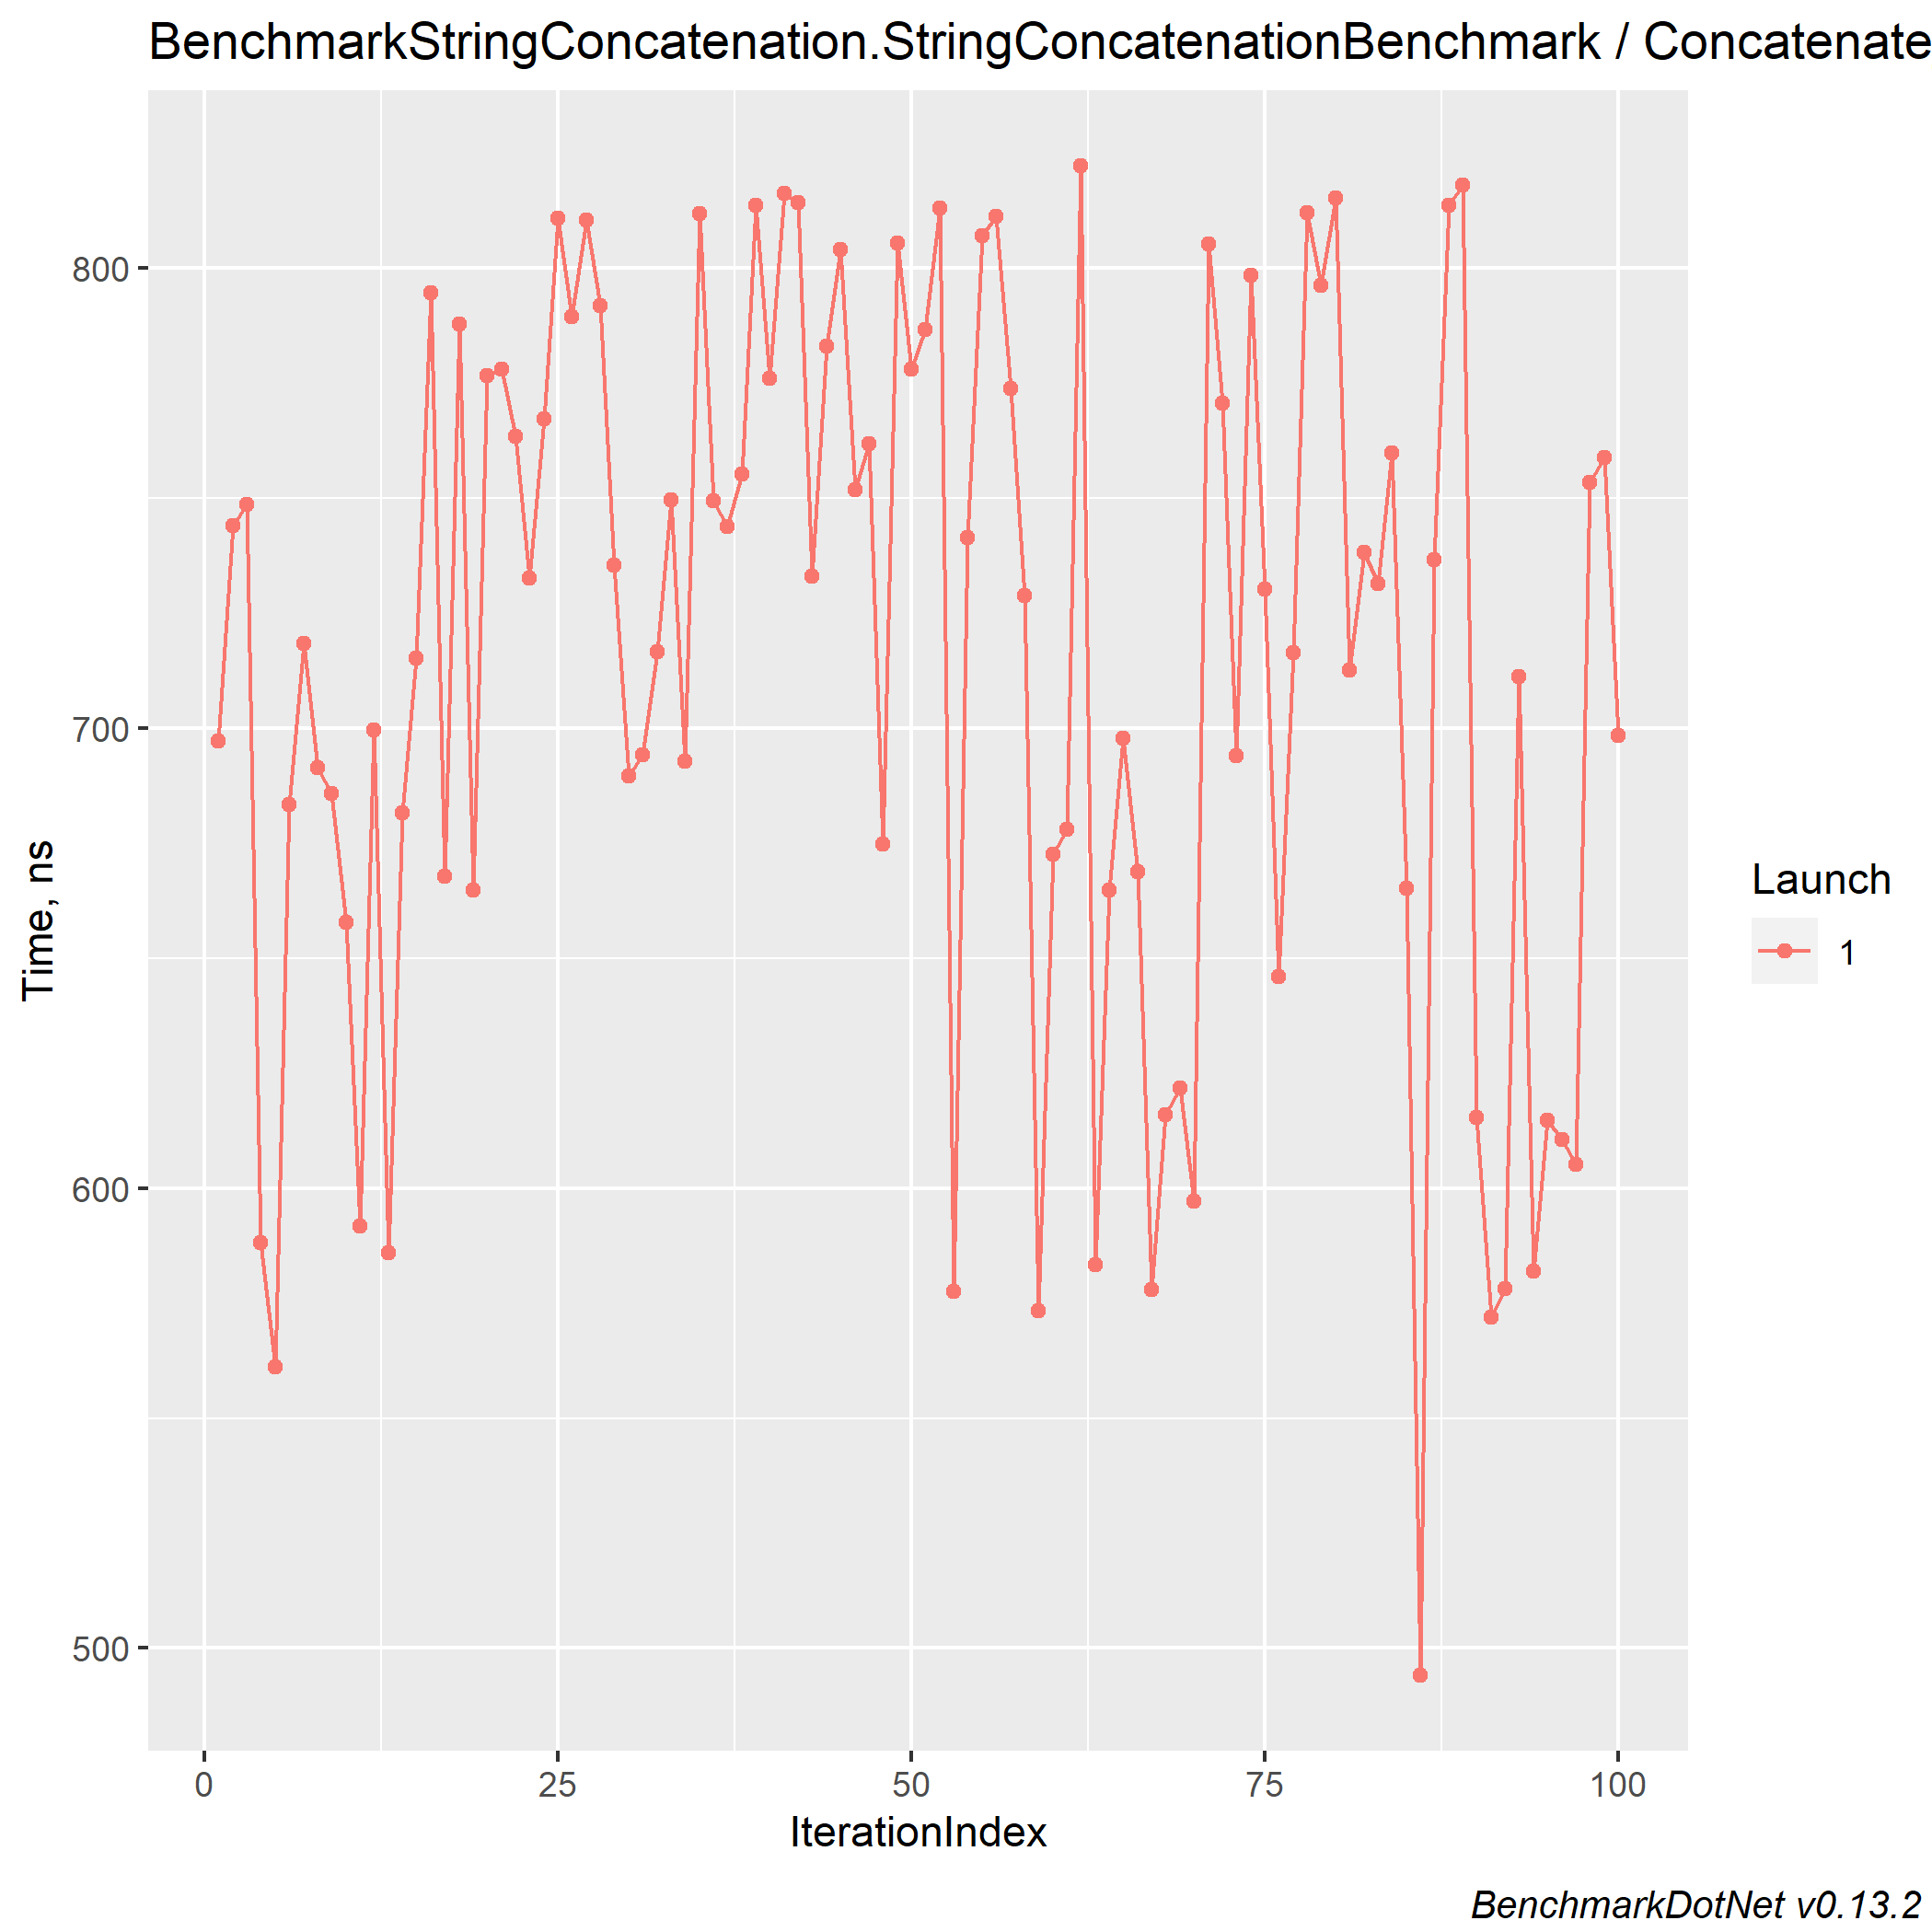 BenchmarkStringConcatenation.StringConcatenationBenchmark / Concatenate
800
700
600
500
Time, ns
0 25 50 75 100
IterationIndex
Launch
1
BenchmarkDotNet v0.13.2